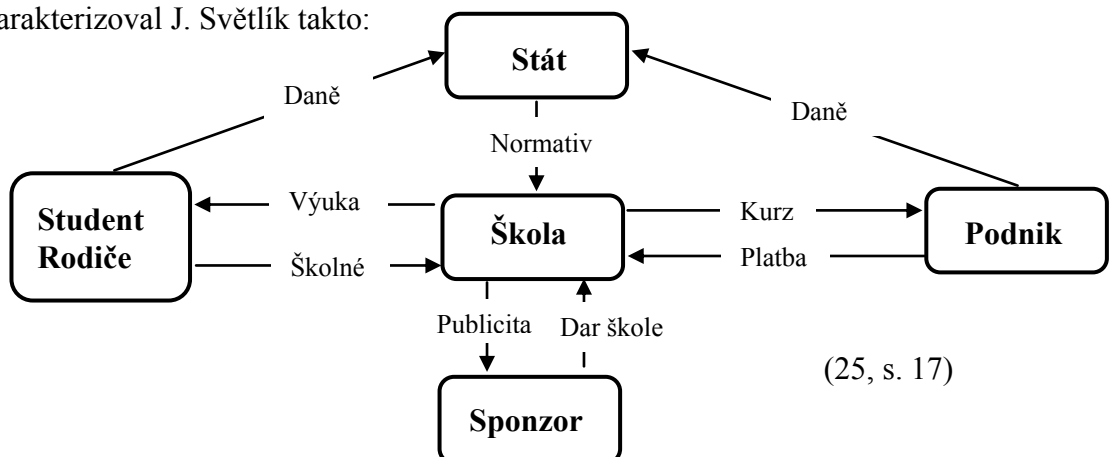 arakterizoval J. Světlík takto:
Stát
Daně
Daně
Normativ
Student
Rodiče
Výuka
Škola
Kurz
Podnik
Školné
Platba
Publicita
Dar škole
(25, s. 17)
Sponzor